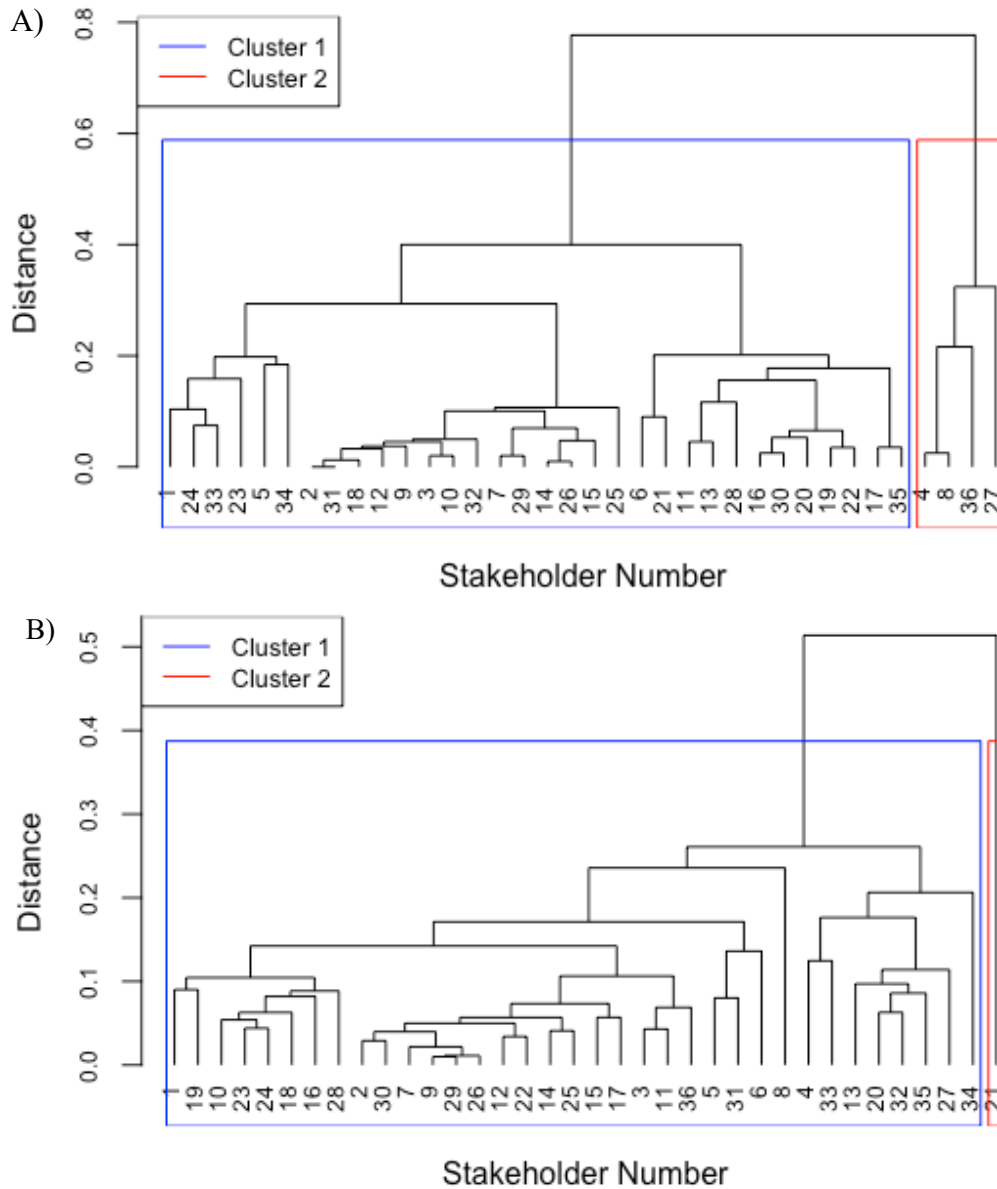 A)
Cluster 1
Cluster 2
0.8
0.6
0.4
0.2
0.0
Distance
1 24 33 23 5 34 2 31 18 12 9 3 10 32 7 29 14 26 15 25 6 21 11 13 28 16 30 20 19 22 17 35 4 8 36 27
Stakeholder Number
B)
Cluster 1
Cluster 2
0.5
0.4
0.3
0.2
0.1
0.0
Distance
1 19 10 23 24 18 16 28 2 30 7 9 29 26 12 22 14 25 15 17 3 11 36 5 31 6 8 4 33 13 20 32 35 27 34 21
Stakeholder Number